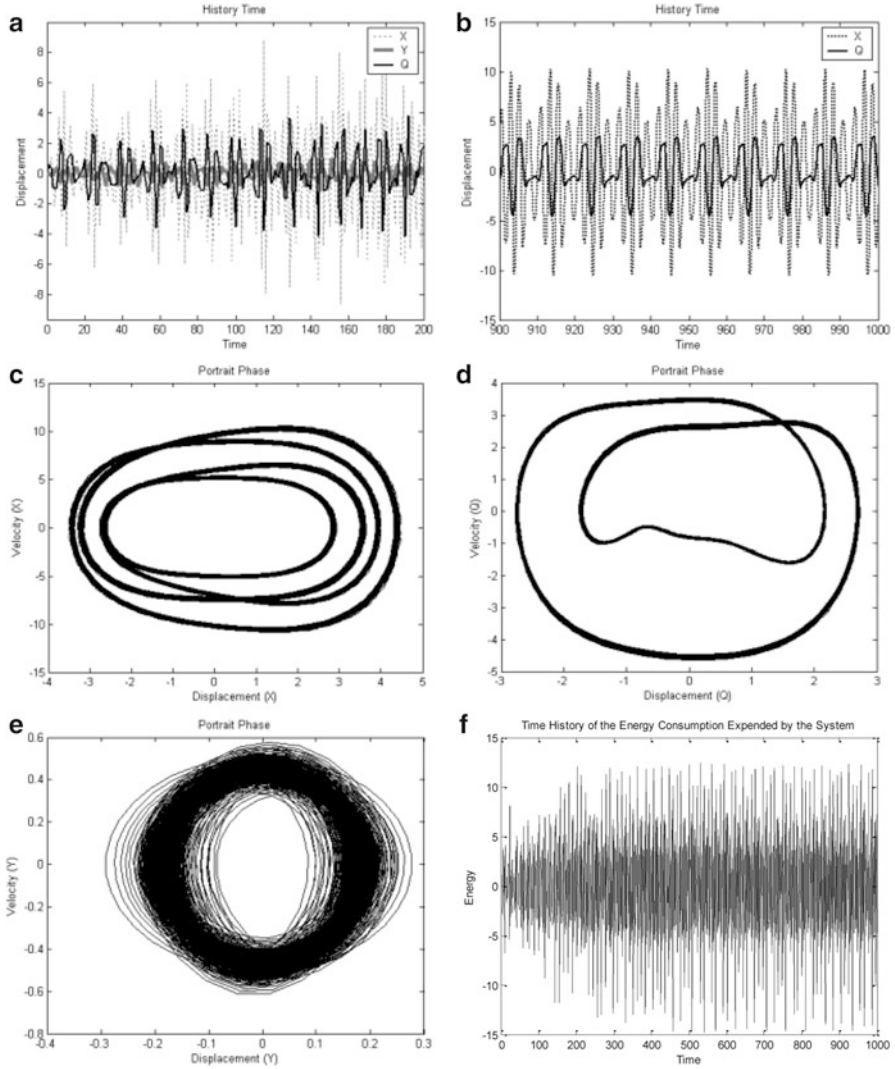 a
History Time
X
Y
Q
8
6
4
2
0
-2
-4
-6
-8
Displacement
0 20 40 60 80 100 120 140 160 180 200
Time
b
History Time
X
Q
15
10
5
0
-5
-10
-15
Displacement
900 910 920 930 940 950 960 970 980 990 1000
Time
c
Portrait Phase
15
10
5
0
-5
-10
-15
Velocity (X)
-4 -3 -2 -1 0 1 2 3 4 5
Displacement (X)
d
Portrait Phase
4
3
2
1
0
-1
-2
-3
-4
-5
Velocity (Q)
-3 -2 -1 0 1 2 3
Displacement (Q)
e
Portrait Phase
0.6
0.4
0.2
0
-0.2
-0.4
-0.6
-0.8
Velocity (Y)
-0.4 -0.3 -0.2 -0.1 0 0.1 0.2 0.3
Displacement (Y)
f
Time History of the Energy Consumption Expended by the System
15
10
5
0
-5
-10
-15
Energy
0 100 200 300 400 500 600 700 800 900 1000
Time